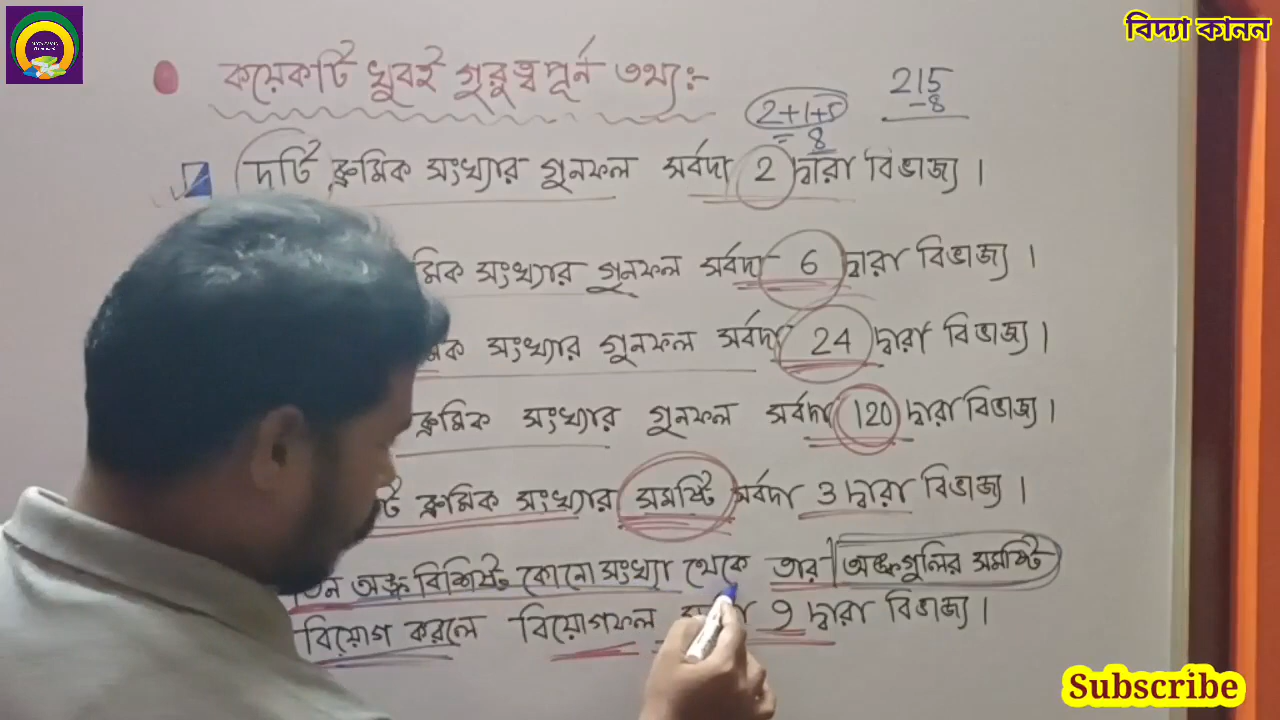 বিদ্যা কানন
কয়েকটি খুবই গুরুত্বপূর্ন তথ্যঃ-
2+1+5
= 8
215
-8
দুটি ক্রমিক সংখ্যার গুনফল সর্বদা 2 দ্বারা বিভাজ্য।
মিক সংখ্যার গুনফল সর্বদা 6 দ্বারা বিভাজ্য।
মিক সংখ্যার গুনফল সর্বদা 24 দ্বারা বিভাজ্য।
ক্রমিক সংখ্যার গুনফল সর্বদা 120 দ্বারা বিভাজ্য।
টি ক্রমিক সংখ্যার সমষ্টি সর্বদা 3 দ্বারা বিভাজ্য।
তিন অঙ্ক বিশিষ্ট কোনো সংখ্যা থেকে তার অঙ্কগুলির সমষ্টি
বিয়োগ করলে বিয়োগফল 9 দ্বারা বিভাজ্য।
Subscribe